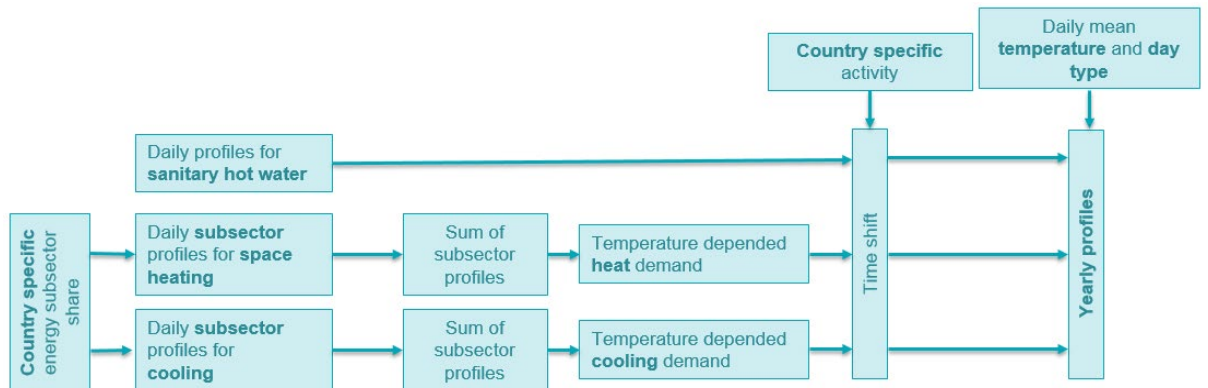 Daily mean
temperature and day
type
Country specific
activity
Daily profiles for
sanitary hot water
Country specific
energy subsector
share
Daily subsector
profiles for space
heating
Sum of
subsector
profiles
Temperature depended
heat demand
Time shift
Yearly profiles
Daily subsector
profiles for
cooling
Sum of
subsector
profiles
Temperature depended
cooling demand